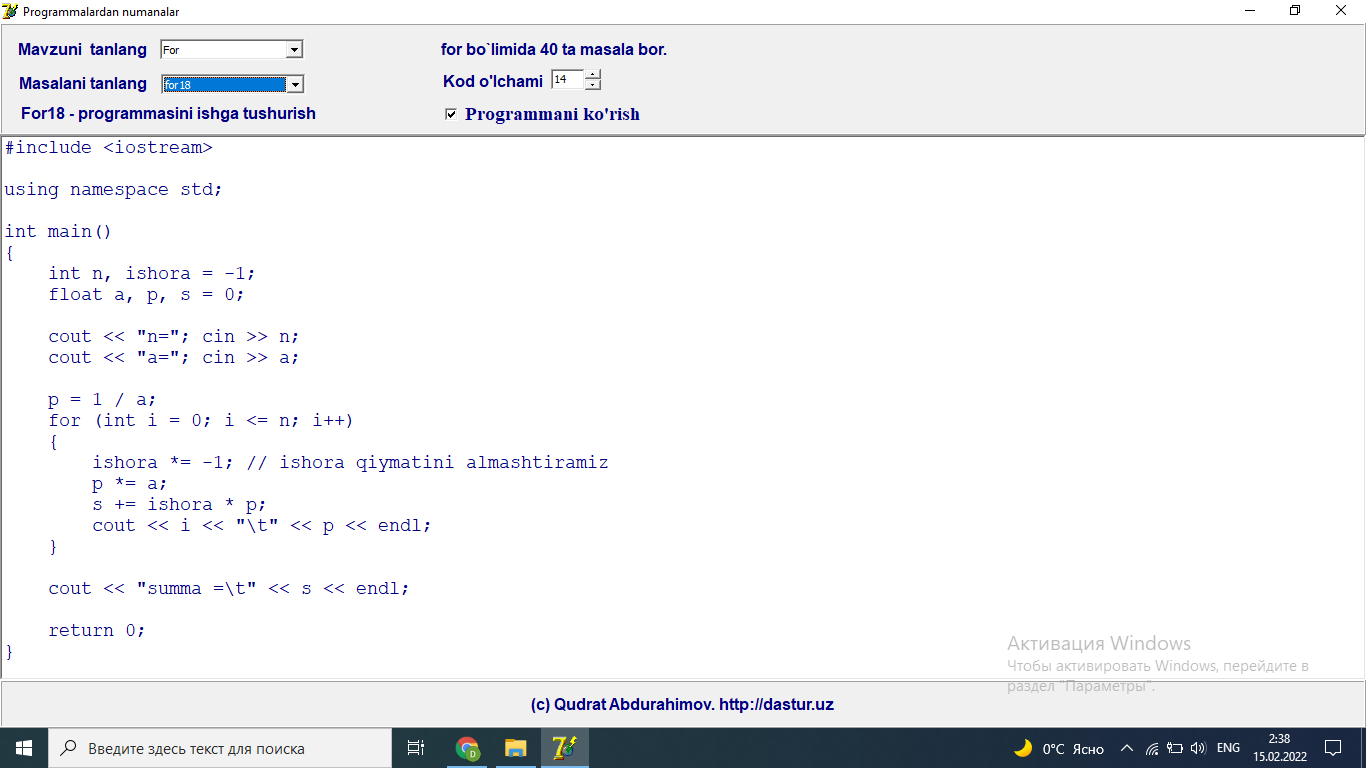 Programmalardan numanalar
Mavzuni tanlang For
for bo`limida 40 ta masala bor.
Masalani tanlang for18
Kod o'lchami 14
For18 - programmasini ishga tushurish
Programmani ko'rish
#include <iostream>
using namespace std;
int main()
{
int n, ishora = -1;
float a, p, s = 0;
cout << "n="; cin >> n;
cout << "a="; cin >> a;
p = 1 / a;
for (int i = 0; i <= n; i++)
{
ishora *= -1; // ishora qiymatini almashtiramiz
p *= a;
s += ishora * p;
cout << i << "\t" << p << endl;
}
cout << "summa =\t" << s << endl;
return 0;
}
Активация Windows
Чтобы активировать Windows, перейдите в
раздел "Параметры".
(c) Qudrat Abdurahimov. http://dastur.uz
Введите здесь текст для поиска
D
7
0°C Ясно
ENG
2:38
15.02.2022